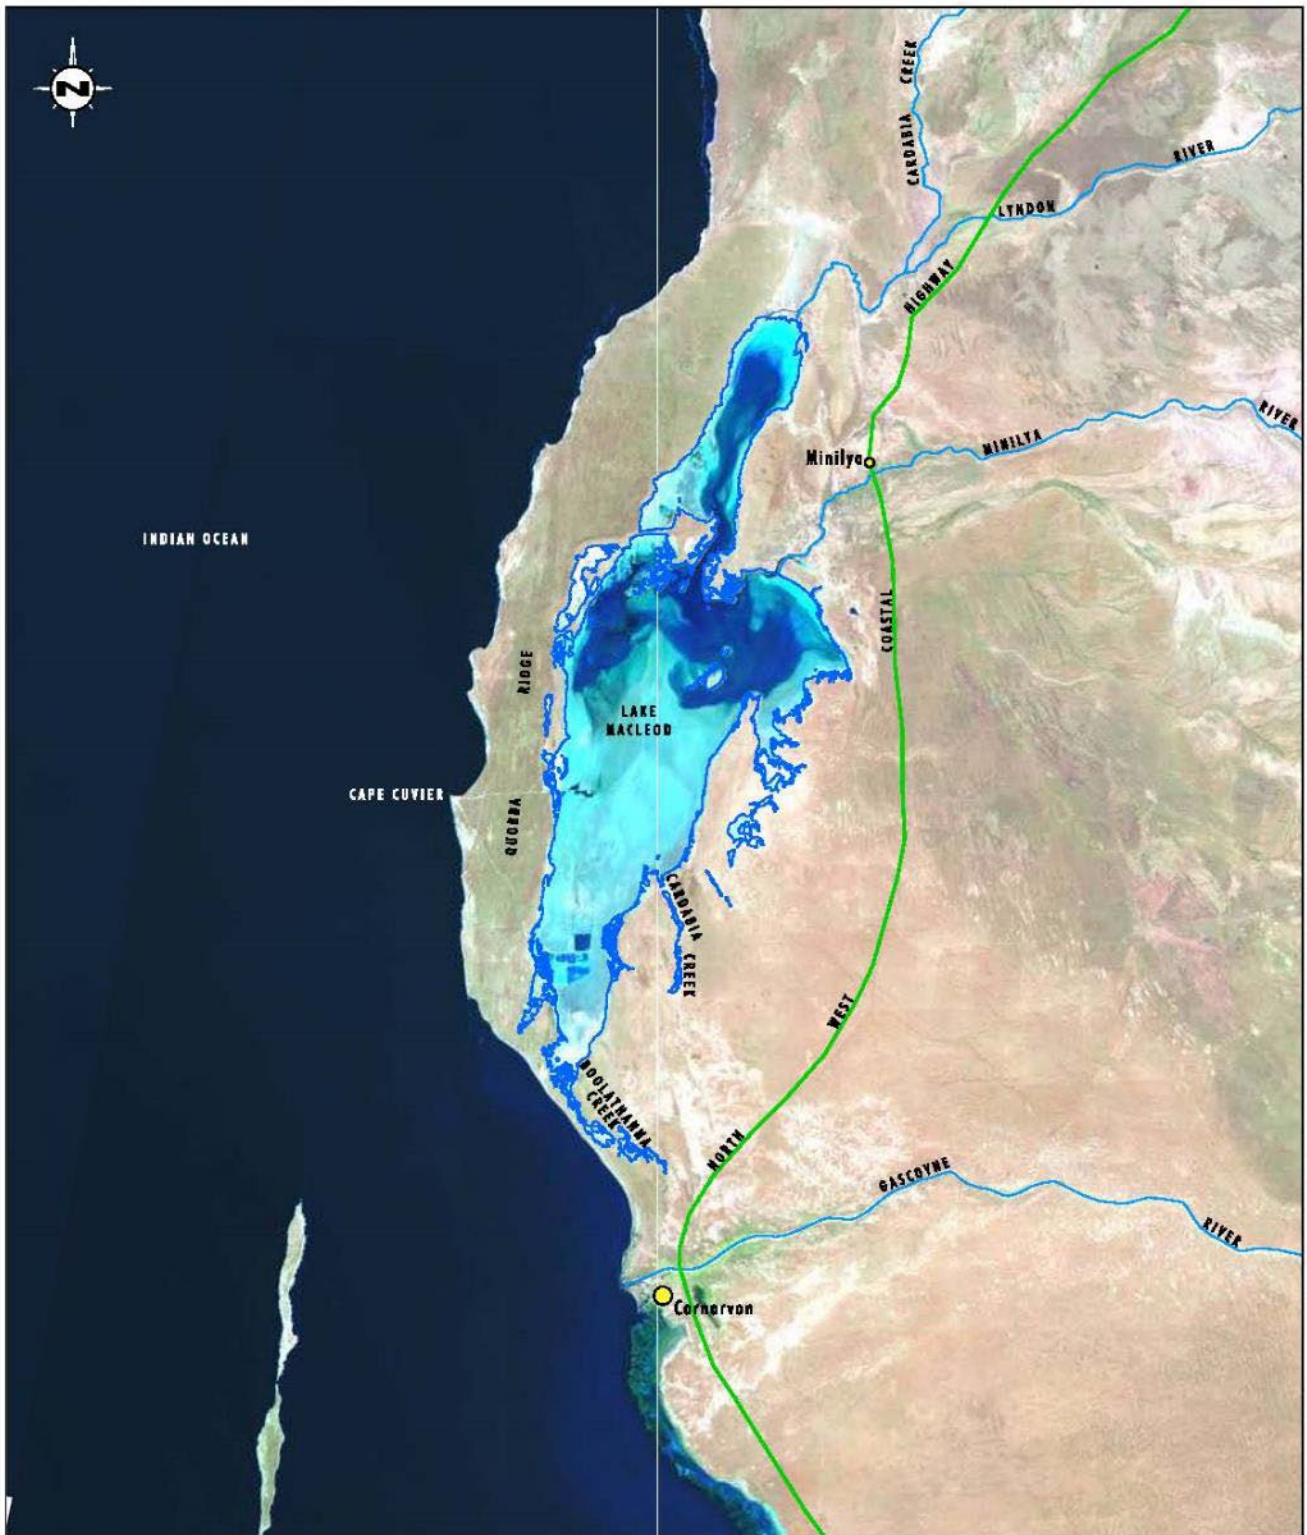 N
CARDABIA CREEK
LYNDON RIVER
HIGHWAY
Minilya
MINILYA RIVER
INDIAN OCEAN
COASTAL
RIDGE
LAKE
MACLEOD
CAPE CUVIER
QUOBBA
CARDABIA CREEK
WEST
BOOLATHANNA
CREEK
NORTH
GASCOYNE RIVER
Carnarvon